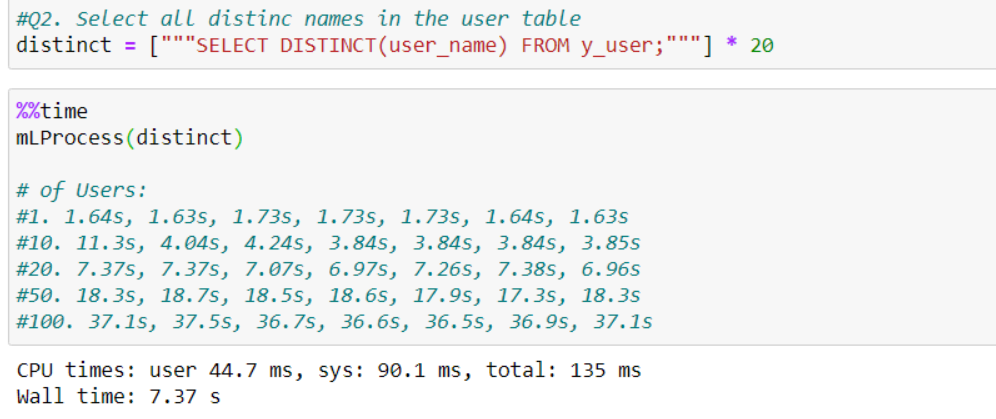 #Q2. Select all distinc names in the user table
distinct = ["""SELECT DISTINCT(user_name) FROM y_user;"""] * 20
%%time
mLProcess(distinct)
# of Users:
#1. 1.64s, 1.63s, 1.73s, 1.73s, 1.73s, 1.64s, 1.63s
#10. 11.3s, 4.04s, 4.24s, 3.84s, 3.84s, 3.84s, 3.85s
#20. 7.37s, 7.37s, 7.07s, 6.97s, 7.26s, 7.38s, 6.96s
#50. 18.3s, 18.7s, 18.5s, 18.6s, 17.9s, 17.3s, 18.3s
#100. 37.1s, 37.5s, 36.7s, 36.6s, 36.5s, 36.9s, 37.1s
CPU times: user 44.7 ms, sys: 90.1 ms, total: 135 ms
Wall time: 7.37 s